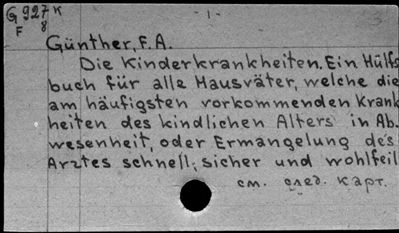 G 927 K
F 8
- 1 -
Günther, F. A.
Die Kinderkrankheiten. Ein Hülfs
buch für alle Hausväter, welche die
am häufigsten vorkommenden Krank
heiten des kindlichen Alters in Ab.
wesenheit, oder Ermangelung des
Arztes schnell, sicher und wohlfeil
см. след. карт.